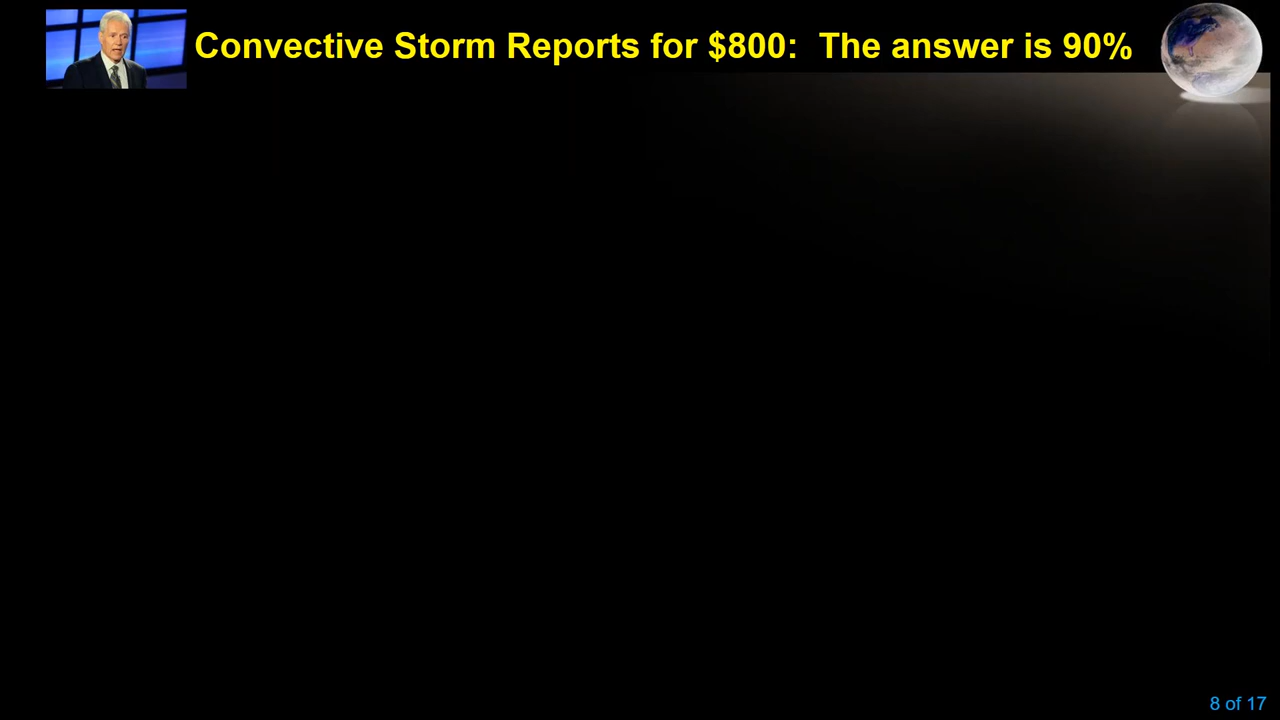 Convective Storm Reports for $800:  The answer is 90%
8 of 17